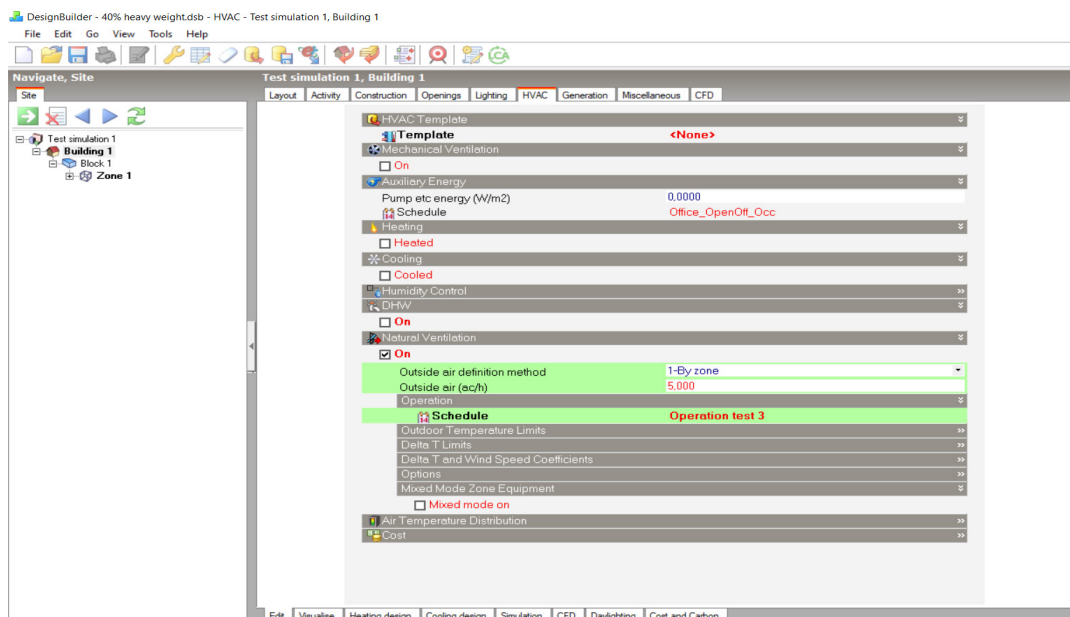 DesignBuilder - 40% heavy weight.dsb - HVAC - Test simulation 1, Building 1
File Edit Go View Tools Help
Navigate, Site
Site
Test simulation 1
Building 1
Block 1
Zone 1
Test simulation 1, Building 1
Layout Activity Construction Openings Lighting HVAC Generation Miscellaneous CFD
HVAC Template
Template <None>
Mechanical Ventilation
On
Auxiliary Energy
Pump etc energy (W/m2) 0,0000
Schedule Office_OpenOff_Occ
Heating
Heated
Cooling
Cooled
Humidity Control
DHW
On
Natural Ventilation
On
Outside air definition method 1-By zone
Outside air (ac/h) 5,000
Operation
Schedule Operation test 3
Outdoor Temperature Limits
Delta T Limits
Delta T and Wind Speed Coefficients
Options
Mixed Mode Zone Equipment
Mixed mode on
Air Temperature Distribution
Cost
Edit Visualise Heating design Cooling design Simulation CFD Daylighting Cost and Carbon